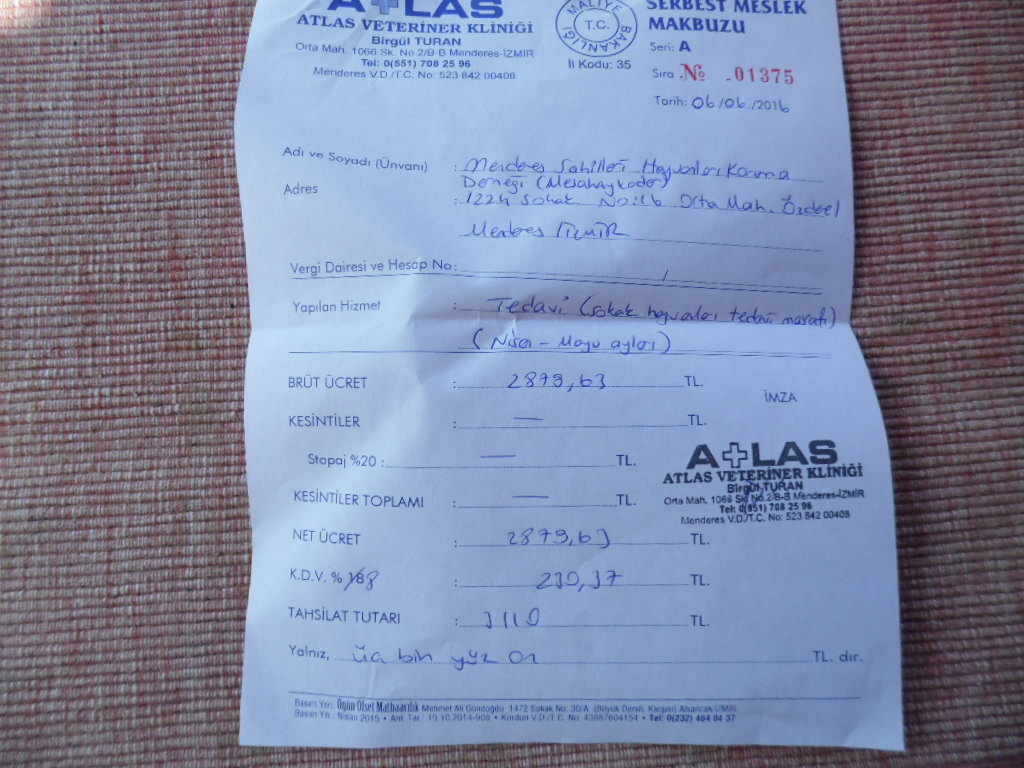 ATLAS
ATLAS VETERİNER KLİNİĞİ
Birgül TURAN
Orta Mah. 1066 Sk. No.2/B-B Menderes-İZMİR
Tel: 0(551) 708 25 96
Menderes V.D./T.C. No: 523 842 00408
MALİYE BAKANLIĞI
T.C.
İl Kodu: 35
SERBEST MESLEK
MAKBUZU
Seri: A
Sıra № 01375
Tarih: 06/06/2016
Adı ve Soyadı (Ünvanı) : Menderes Sahilleri Hayvanları Koruma
Derneği (Mesahaykoder)
Adres : 1224 Sokak No:16 Orta Mah. Özdere/
Menderes İZMİR
Vergi Dairesi ve Hesap No: /
Yapılan Hizmet : Tedavi (sokak hayvanları tedavi masrafı)
(Nisan - Mayıs ayları)
BRÜT ÜCRET : 2879,63 TL.
İMZA
KESİNTİLER : — TL.
Stopaj %20 : — TL.
KESİNTİLER TOPLAMI : — TL.
ATLAS
ATLAS VETERİNER KLİNİĞİ
Birgül TURAN
Orta Mah. 1066 Sk. No.2/B-B Menderes-İZMİR
Tel: 0(551) 708 25 96
Menderes V.D./T.C. No: 523 842 00408
NET ÜCRET : 2879,63 TL.
K.D.V. % 8 : 230,37 TL.
TAHSİLAT TUTARI : 3110 TL.
Yalnız, üç bin yüz on TL. dır.
Basım Yeri: Ögün Ofset Matbaacılık Mehmet Ali Gündoğdu 1472 Sokak No: 30/A (Büyük Dersh. Karşısı) Alsancak/İZMİR
Basım Yılı: Nisan 2015 • Ant. Tar.: 19.10.2014-908 • Kordon V.D./T.C. No: 43687604154 • Tel: 0(232) 464 04 37